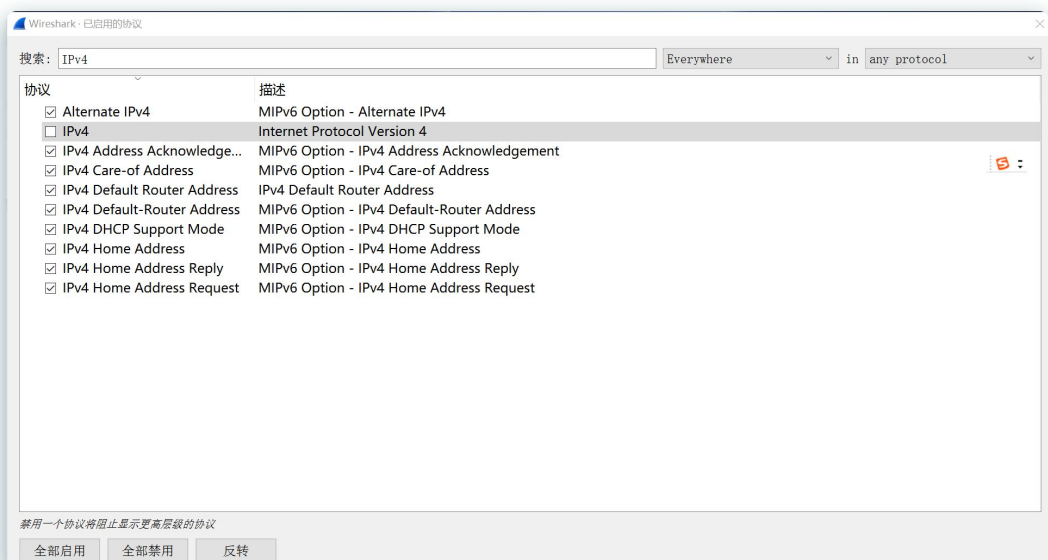 Wireshark · 已启用的协议
搜索: IPv4 Everywhere in any protocol
协议 描述
Alternate IPv4 MIPv6 Option - Alternate IPv4
IPv4 Internet Protocol Version 4
IPv4 Address Acknowledge... MIPv6 Option - IPv4 Address Acknowledgement
IPv4 Care-of Address MIPv6 Option - IPv4 Care-of Address
IPv4 Default Router Address IPv4 Default Router Address
IPv4 Default-Router Address MIPv6 Option - IPv4 Default-Router Address
IPv4 DHCP Support Mode MIPv6 Option - IPv4 DHCP Support Mode
IPv4 Home Address MIPv6 Option - IPv4 Home Address
IPv4 Home Address Reply MIPv6 Option - IPv4 Home Address Reply
IPv4 Home Address Request MIPv6 Option - IPv4 Home Address Request
禁用一个协议将阻止显示更高层级的协议
全部启用 全部禁用 反转